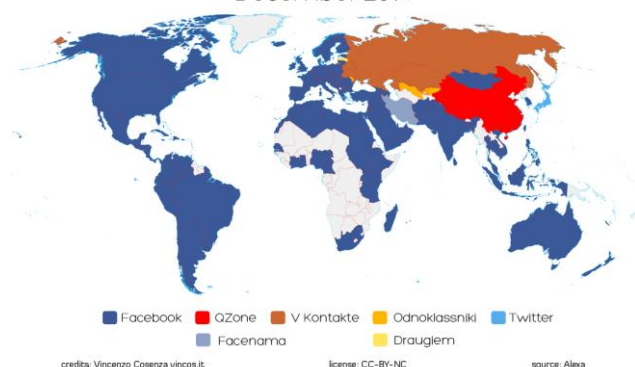 Facebook QZone V Kontakte Odnoklassniki Twitter
Facenama Draugiem
credits: Vincenzo Cosenza vincos.it license: CC-BY-NC source: Alexa